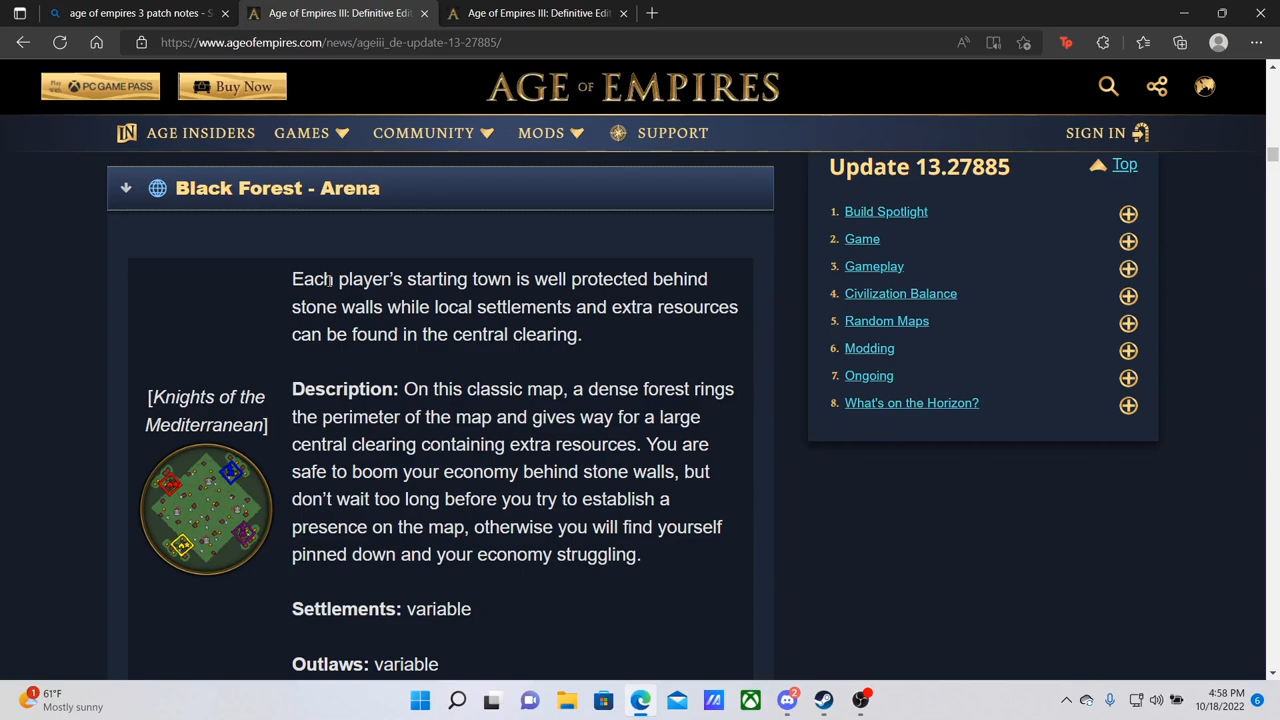 age of empires 3 patch notes - S
Age of Empires III: Definitive Edit
Age of Empires III: Definitive Edit
https://www.ageofempires.com/news/ageiii_de-update-13-27885/
PC GAME PASS
Buy Now
AGE OF EMPIRES
AGE INSIDERS
GAMES
COMMUNITY
MODS
SUPPORT
SIGN IN
Black Forest - Arena
Each player's starting town is well protected behind
stone walls while local settlements and extra resources
can be found in the central clearing.
[Knights of the
Mediterranean]
Description: On this classic map, a dense forest rings
the perimeter of the map and gives way for a large
central clearing containing extra resources. You are
safe to boom your economy behind stone walls, but
don't wait too long before you try to establish a
presence on the map, otherwise you will find yourself
pinned down and your economy struggling.
Settlements: variable
Outlaws: variable
Update 13.27885
Top
1. Build Spotlight
2. Game
3. Gameplay
4. Civilization Balance
5. Random Maps
6. Modding
7. Ongoing
8. What's on the Horizon?
1
61°F
Mostly sunny
2
4:58 PM
10/18/2022
6